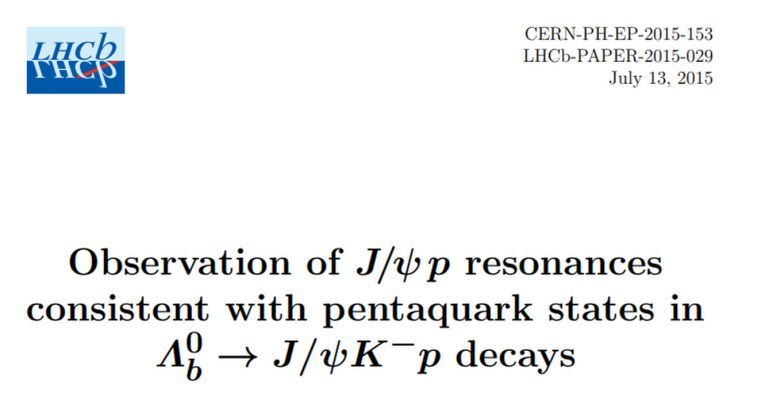 LHCb
LHCp
CERN-PH-EP-2015-153
LHCb-PAPER-2015-029
July 13, 2015
Observation of J/ψp resonances
consistent with pentaquark states in
Λ⁰_b → J/ψK⁻p decays